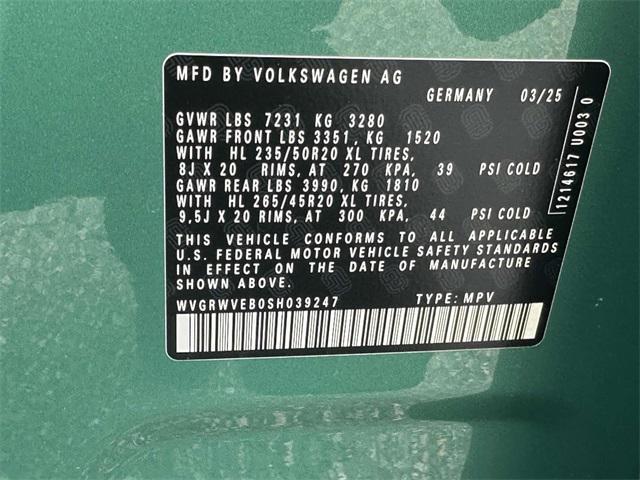 MFD BY VOLKSWAGEN AG
GERMANY 03/25
GVWR LBS 7231 KG 3280
GAWR FRONT LBS 3351, KG 1520
WITH HL 235/50R20 XL TIRES,
8J X 20 RIMS, AT 270 KPA, 39 PSI COLD
GAWR REAR LBS 3990, KG 1810
WITH HL 265/45R20 XL TIRES,
9,5J X 20 RIMS, AT 300 KPA, 44 PSI COLD
THIS VEHICLE CONFORMS TO ALL APPLICABLE
U.S. FEDERAL MOTOR VEHICLE SAFETY STANDARDS
IN EFFECT ON THE DATE OF MANUFACTURE
SHOWN ABOVE.
WVGRWVEB0SH039247 TYPE: MPV
1214617 U003 0